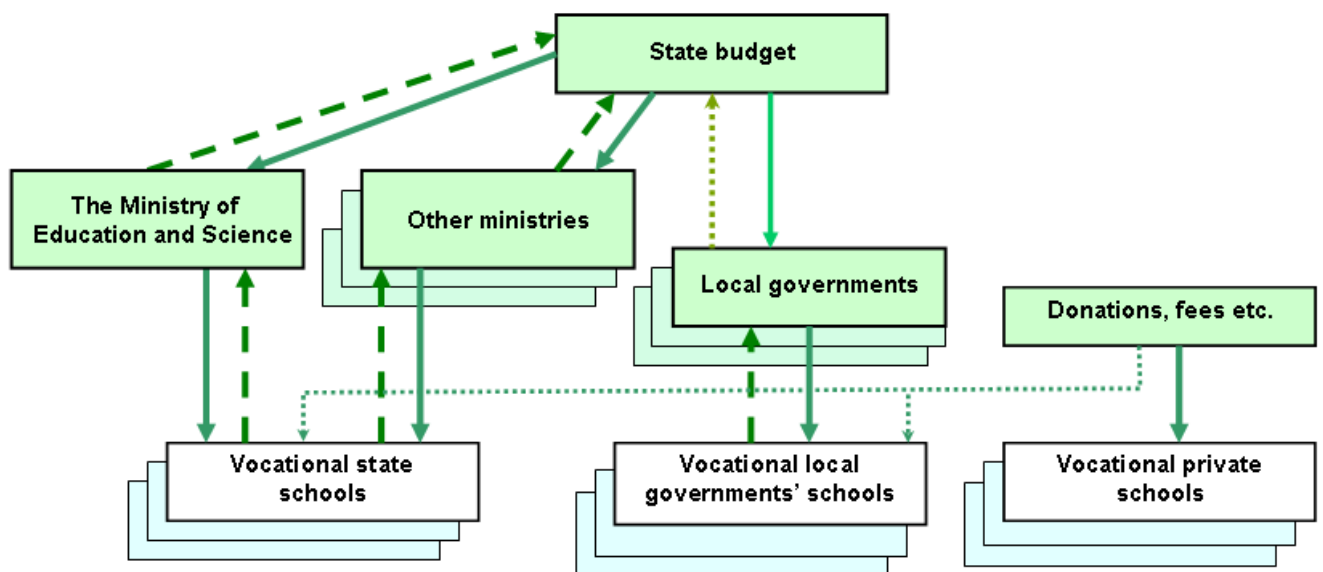 State budget
The Ministry of
Education and Science
Other ministries
Local governments
Donations, fees etc.
Vocational state
schools
Vocational local
governments’ schools
Vocational private
schools